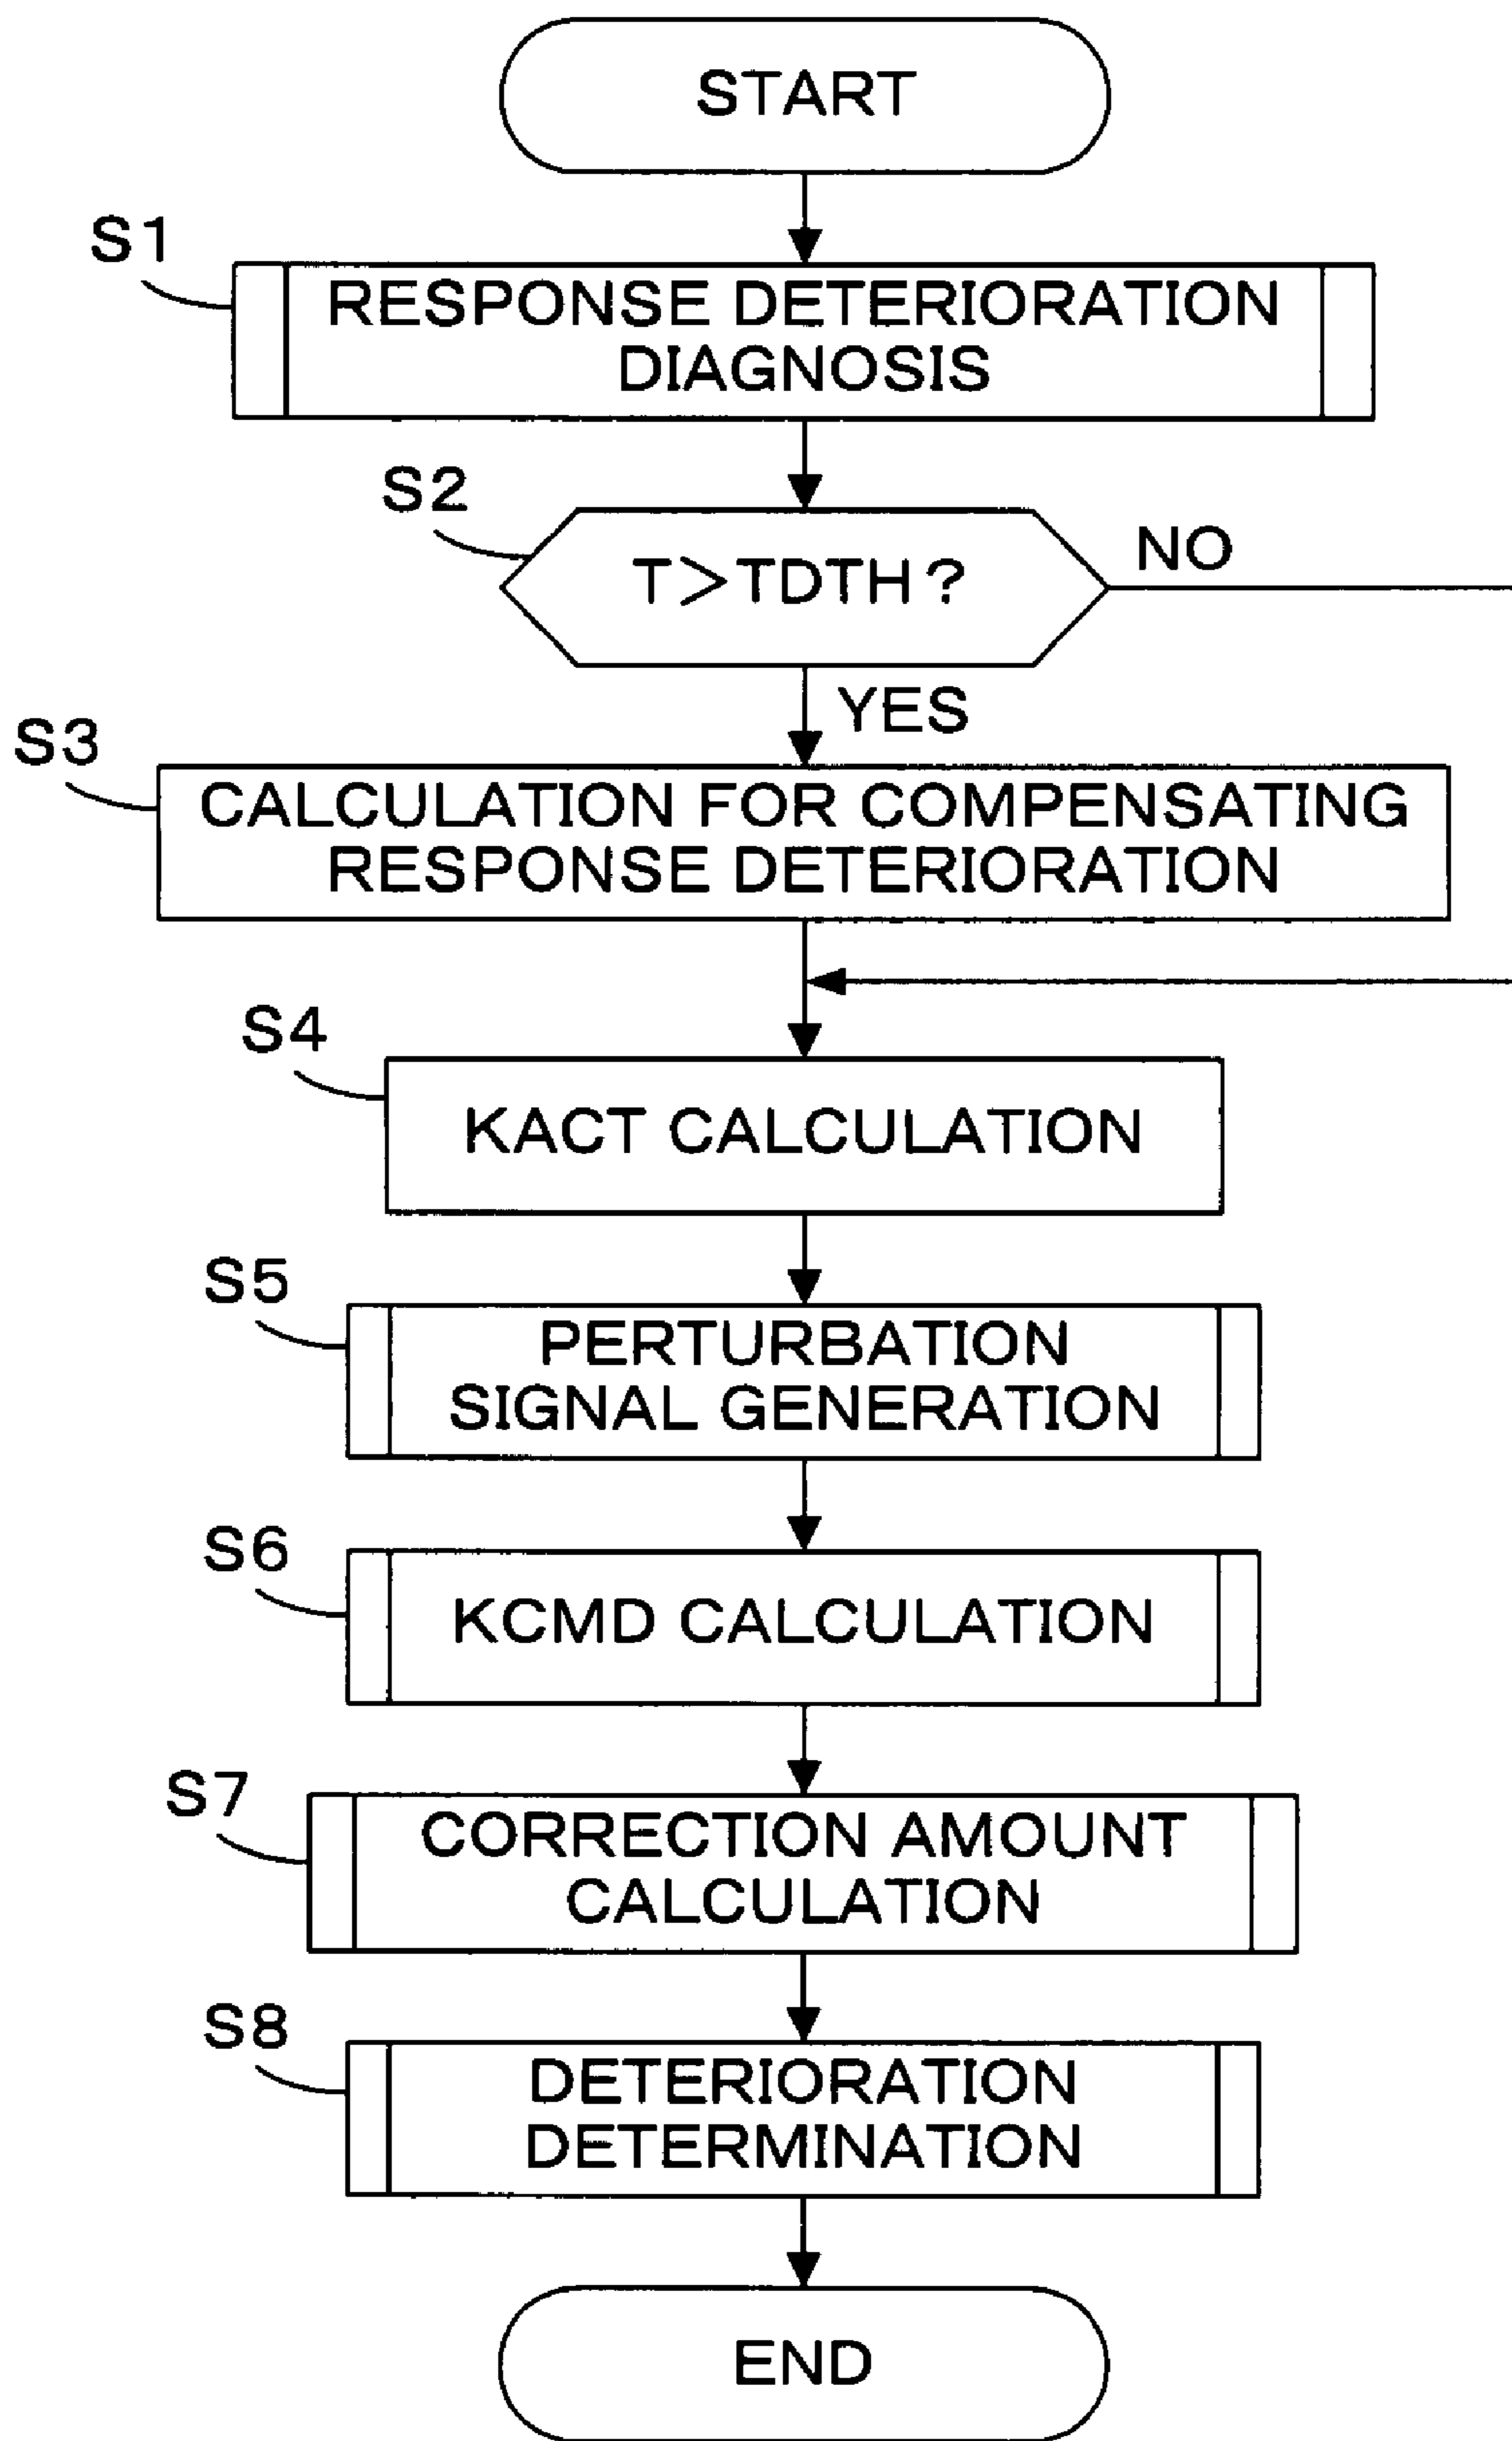 START
S1
RESPONSE DETERIORATION
DIAGNOSIS
S2
T>TDTH?
NO
YES
S3
CALCULATION FOR COMPENSATING
RESPONSE DETERIORATION
S4
KACT CALCULATION
S5
PERTURBATION
SIGNAL GENERATION
S6
KCMD CALCULATION
S7
CORRECTION AMOUNT
CALCULATION
S8
DETERIORATION
DETERMINATION
END